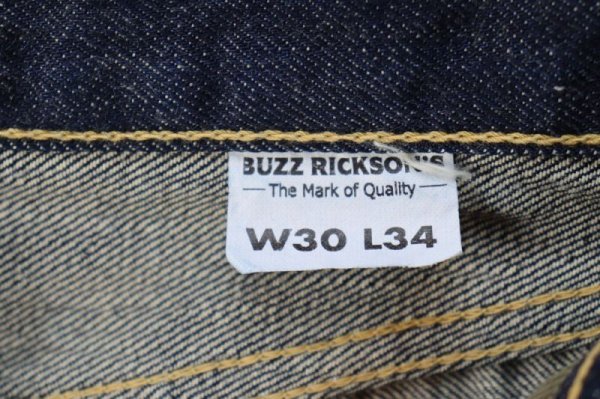 BUZZ RICKSON'S
The Mark of Quality
W30 L34